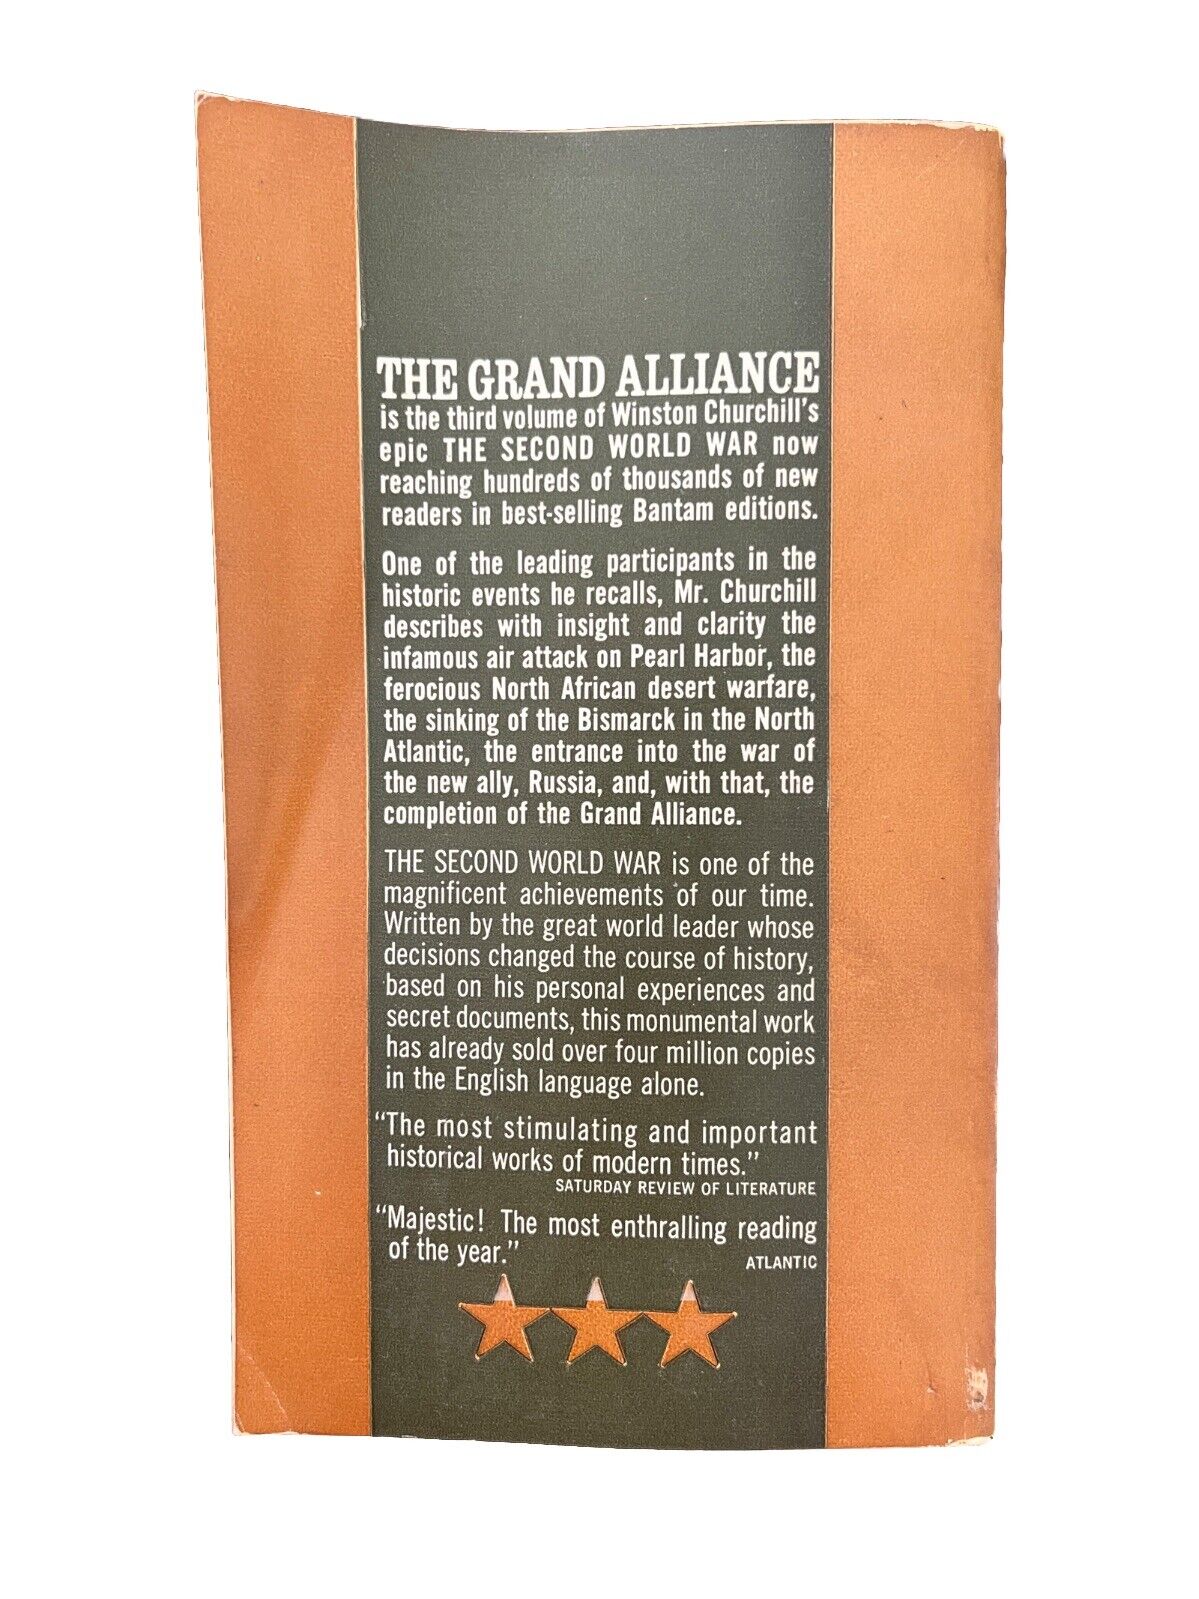 THE GRAND ALLIANCE
is the third volume of Winston Churchill's
epic THE SECOND WORLD WAR now
reaching hundreds of thousands of new
readers in best-selling Bantam editions.
One of the leading participants in the
historic events he recalls, Mr. Churchill
describes with insight and clarity the
infamous air attack on Pearl Harbor, the
ferocious North African desert warfare,
the sinking of the Bismarck in the North
Atlantic, the entrance into the war of
the new ally, Russia, and, with that, the
completion of the Grand Alliance.
THE SECOND WORLD WAR is one of the
magnificent achievements of our time.
Written by the great world leader whose
decisions changed the course of history,
based on his personal experiences and
secret documents, this monumental work
has already sold over four million copies
in the English language alone.
"The most stimulating and important
historical works of modern times."
SATURDAY REVIEW OF LITERATURE
"Majestic! The most enthralling reading
of the year."
ATLANTIC